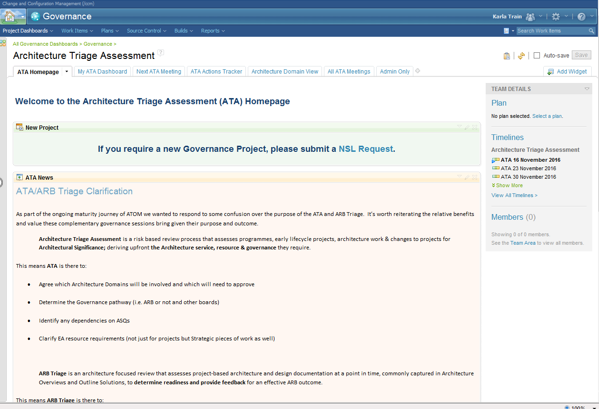 Change and Configuration Management (/ccm)
Governance
Karla Tram
Project Dashboards Work Items Plans Source Control Builds Reports
Search Work Items
All Governance Dashboards > Governance >
Architecture Triage Assessment
Auto-save Save
ATA Homepage My ATA Dashboard Next ATA Meeting ATA Actions Tracker Architecture Domain View All ATA Meetings Admin Only
Add Widget
Welcome to the Architecture Triage Assessment (ATA) Homepage
New Project
If you require a new Governance Project, please submit a NSL Request.
ATA News
ATA/ARB Triage Clarification
As part of the ongoing maturity journey of ATOM we wanted to respond to some confusion over the purpose of the ATA and ARB Triage. It's worth reiterating the relative benefits
and value these complementary governance sessions bring given their purpose and outcome.
Architecture Triage Assessment is a risk based review process that assesses programmes, early lifecycle projects, architecture work & changes to projects for
Architectural Significance; deriving upfront the Architecture service, resource & governance they require.
This means ATA is there to:
• Agree which Architecture Domains will be involved and which will need to approve
• Determine the Governance pathway (i.e. ARB or not and other boards)
• Identify any dependencies on ASQs
• Clarify EA resource requirements (not just for projects but Strategic pieces of work as well)
ARB Triage is an architecture focused review that assesses project-based architecture and design documentation at a point in time, commonly captured in Architecture
Overviews and Outline Solutions, to determine readiness and provide feedback for an effective ARB outcome.
This means ARB Triage is there to:
TEAM DETAILS
Plan
No plan selected. Select a plan.
Timelines
Architecture Triage Assessment
ATA 16 November 2016
ATA 23 November 2016
ATA 30 November 2016
Show More
View All Timelines >
Members (0)
Showing 0 of 0 members.
See the Team Area to view all members.
100%